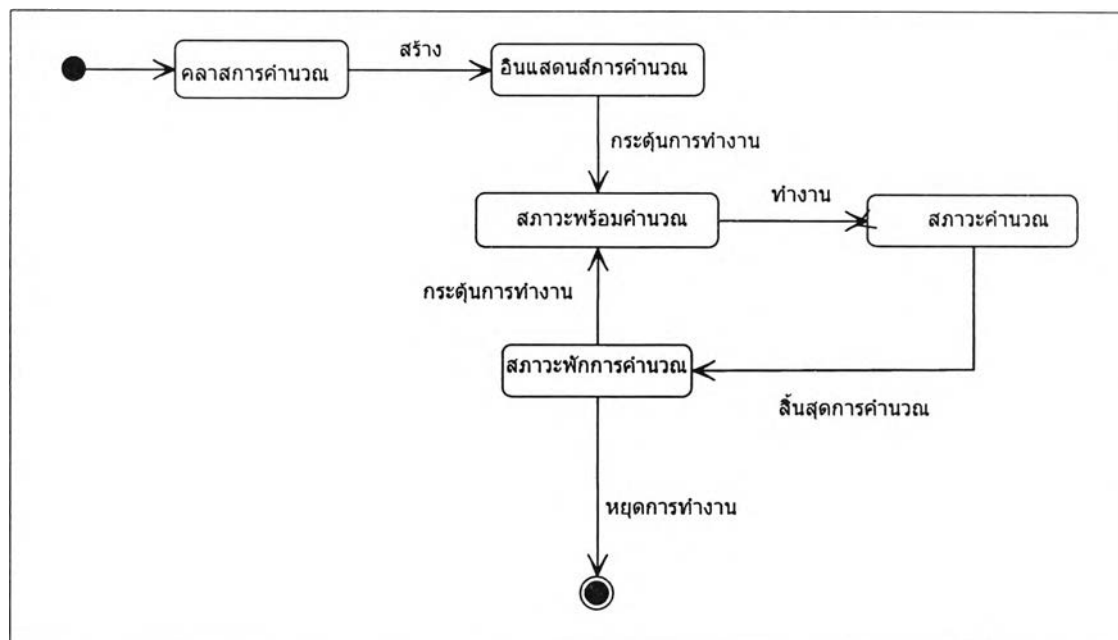 สร้าง
คลาสการคำนวณ
อินแสดนส์การคำนวณ
กระตุ้นการทำงาน
ทำงาน
สภาวะพร้อมคำนวณ
สภาวะคำนวณ
กระตุ้นการทำงาน
สภาวะพักการคำนวณ
สิ้นสุดการคำนวณ
หยุดการทำงาน